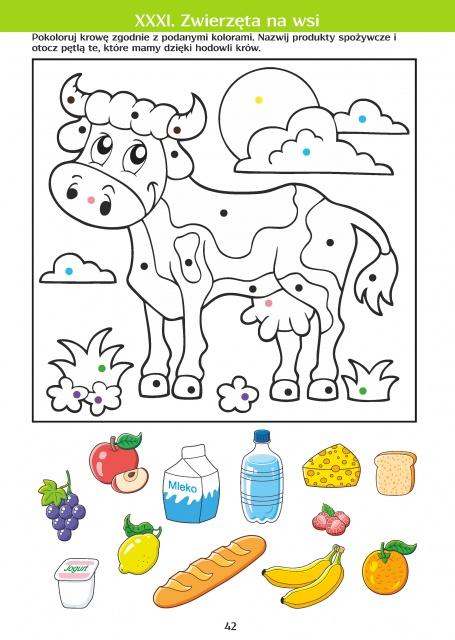 XXXI. Zwierzęta na wsi
Pokoloruj krowę zgodnie z podanymi kolorami. Nazwij produkty spożywcze i
otocz pętlą te, które mamy dzięki hodowli krów.
Mleko
Jogurt
42